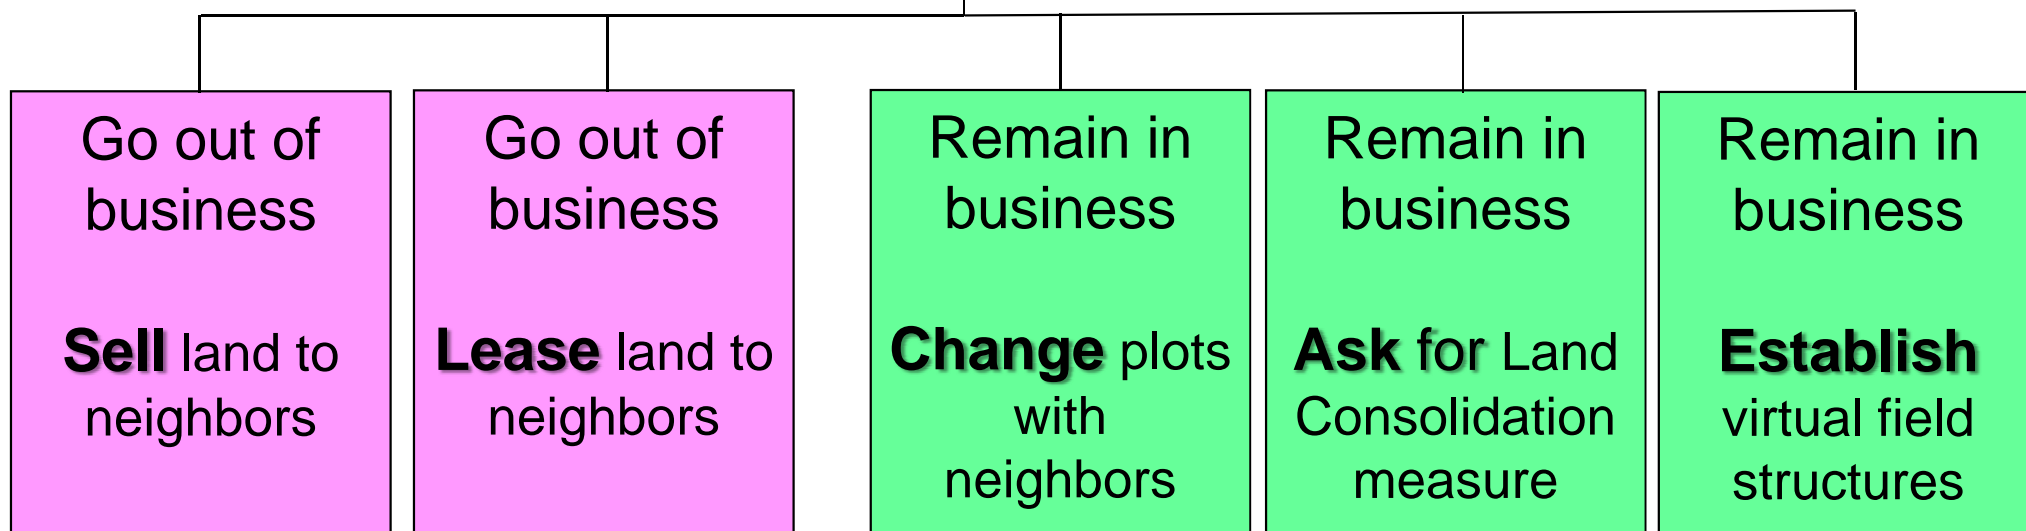 Go out of
business
Sell land to
neighbors
Go out of
business
Lease land to
neighbors
Remain in
business
Change plots
with
neighbors
Remain in
business
Ask for Land
Consolidation
measure
Remain in
business
Establish
virtual field
structures